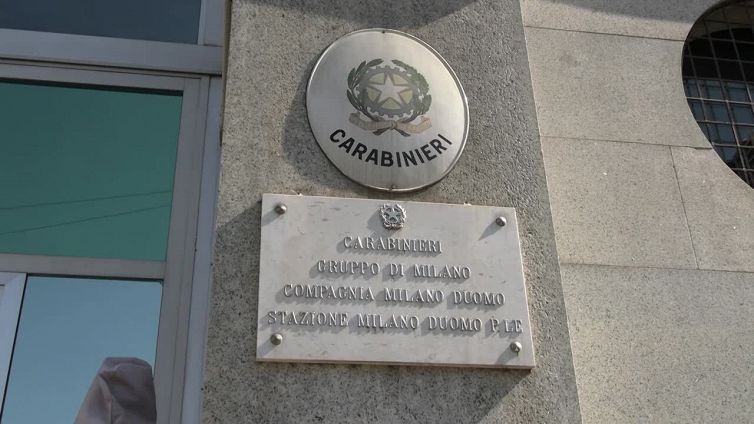 CARABINIERI
CARABINIERI
GRUPPO DI MILANO
COMPAGNIA MILANO DUOMO
STAZIONE MILANO DUOMO P.LE